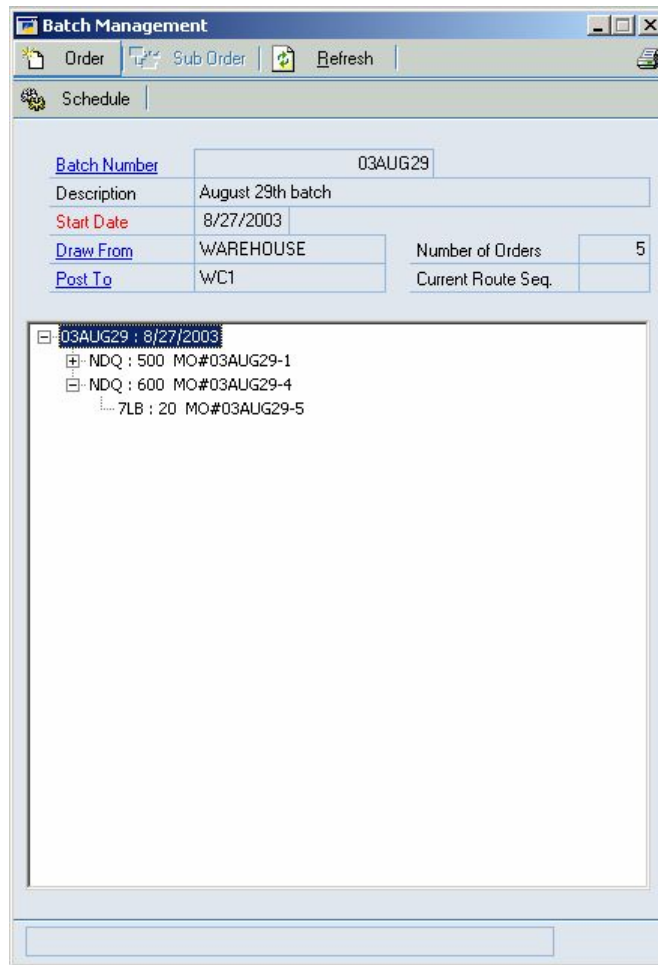 Batch Management
Order Sub Order Refresh
Schedule
Batch Number 03AUG29
Description August 29th batch
Start Date 8/27/2003
Draw From WAREHOUSE Number of Orders 5
Post To WC1 Current Route Seq.
03AUG29 : 8/27/2003
NDQ : 500 MO#03AUG29-1
NDQ : 600 MO#03AUG29-4
7LB : 20 MO#03AUG29-5